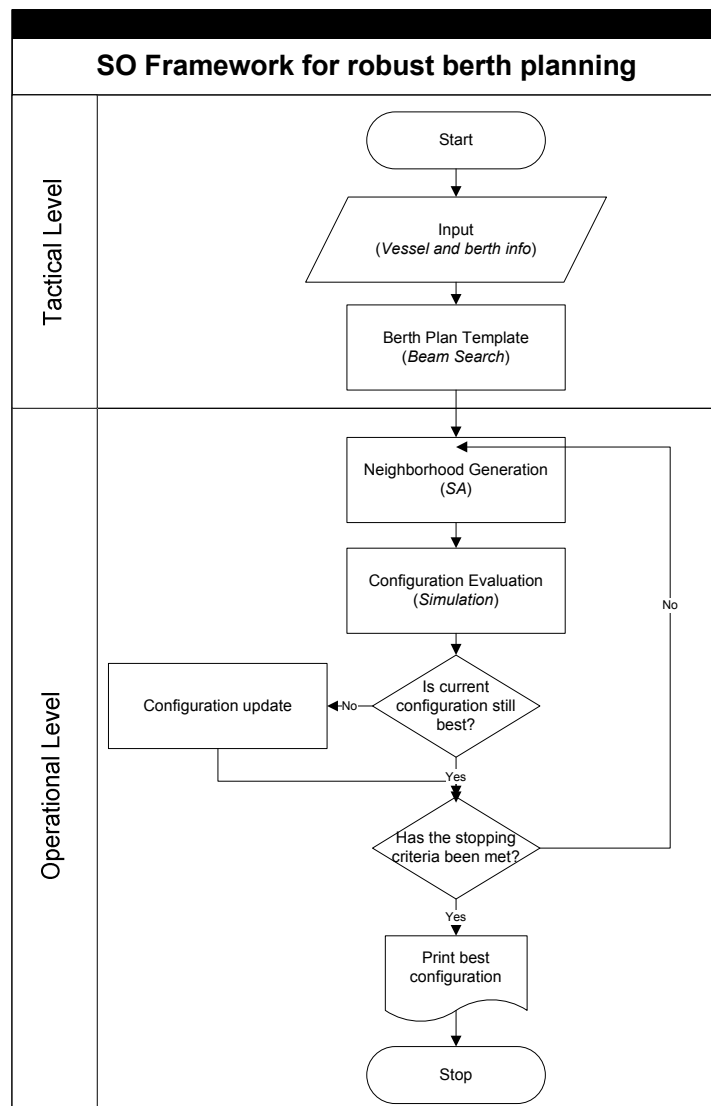 SO Framework for robust berth planning
Tactical Level
Start
Input
(Vessel and berth info)
Berth Plan Template
(Beam Search)
Operational Level
Neighborhood Generation
(SA)
Configuration Evaluation
(Simulation)
No
Is current
configuration still
best?
No
Configuration update
Yes
Has the stopping
criteria been met?
Yes
Print best
configuration
Stop